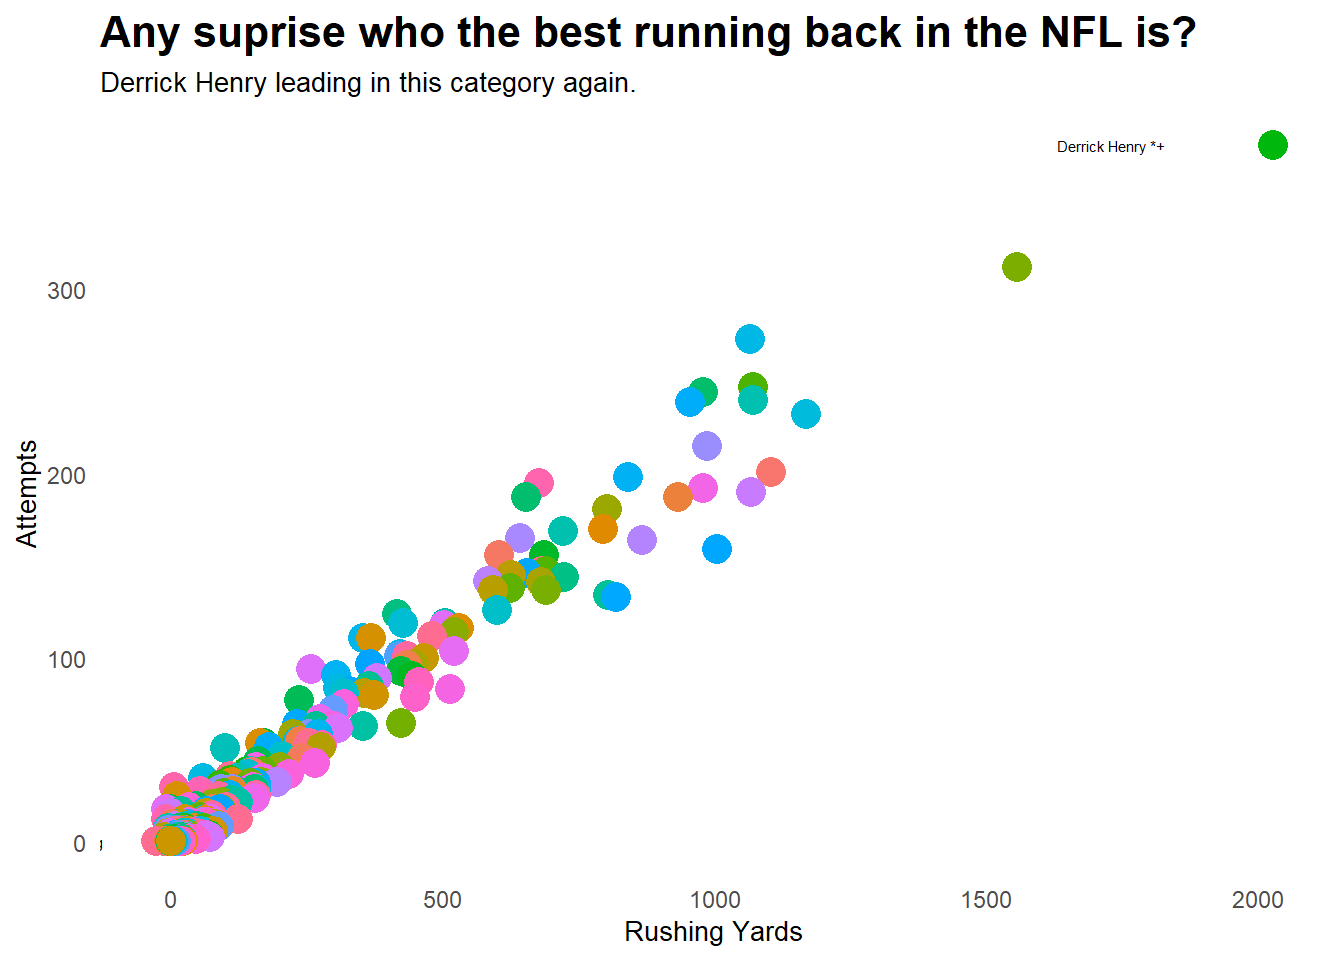 Any suprise who the best running back in the NFL is?
Derrick Henry leading in this category again.
Derrick Henry *+
300
200
100
0
Attempts
0 500 1000 1500 2000
Rushing Yards